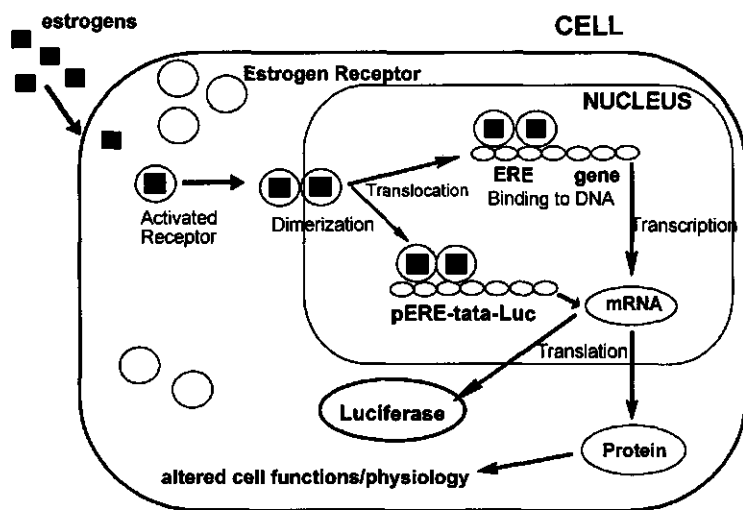 estrogens
CELL
Estrogen Receptor
NUCLEUS
ERE gene
Translocation
Binding to DNA
Activated
Receptor
Dimerization
Transcription
pERE-tata-Luc
mRNA
Translation
Luciferase
Protein
altered cell functions/physiology